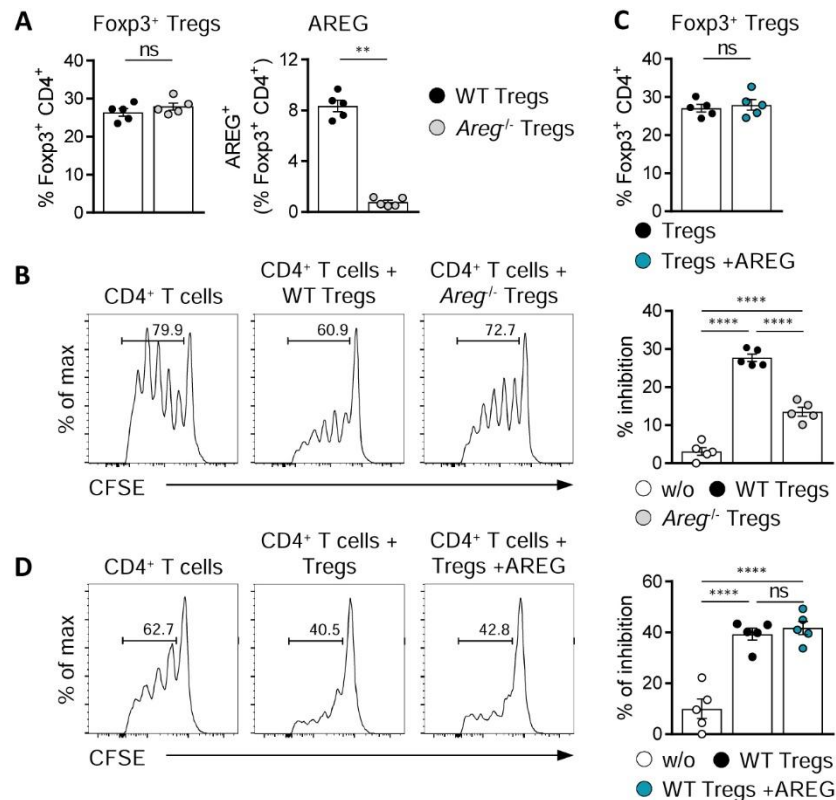 A
Foxp3⁺ Tregs
ns
% Foxp3⁺ CD4⁺
40
30
20
10
0
AREG
**
AREG⁺
(% Foxp3⁺ CD4⁺)
12
8
4
0
WT Tregs
Areg⁻/⁻ Tregs
C
Foxp3⁺ Tregs
ns
% Foxp3⁺ CD4⁺
40
30
20
10
0
Tregs
Tregs +AREG
B
CD4⁺ T cells
CD4⁺ T cells +
WT Tregs
CD4⁺ T cells +
Areg⁻/⁻ Tregs
79.9
60.9
72.7
% of max
CFSE
****
**** ****
% inhibition
40
30
20
10
0
w/o WT Tregs
Areg⁻/⁻ Tregs
D
CD4⁺ T cells
CD4⁺ T cells +
Tregs
CD4⁺ T cells +
Tregs +AREG
62.7
40.5
42.8
% of max
CFSE
****
**** ns
% of inhibition
60
40
20
0
w/o WT Tregs
WT Tregs +AREG